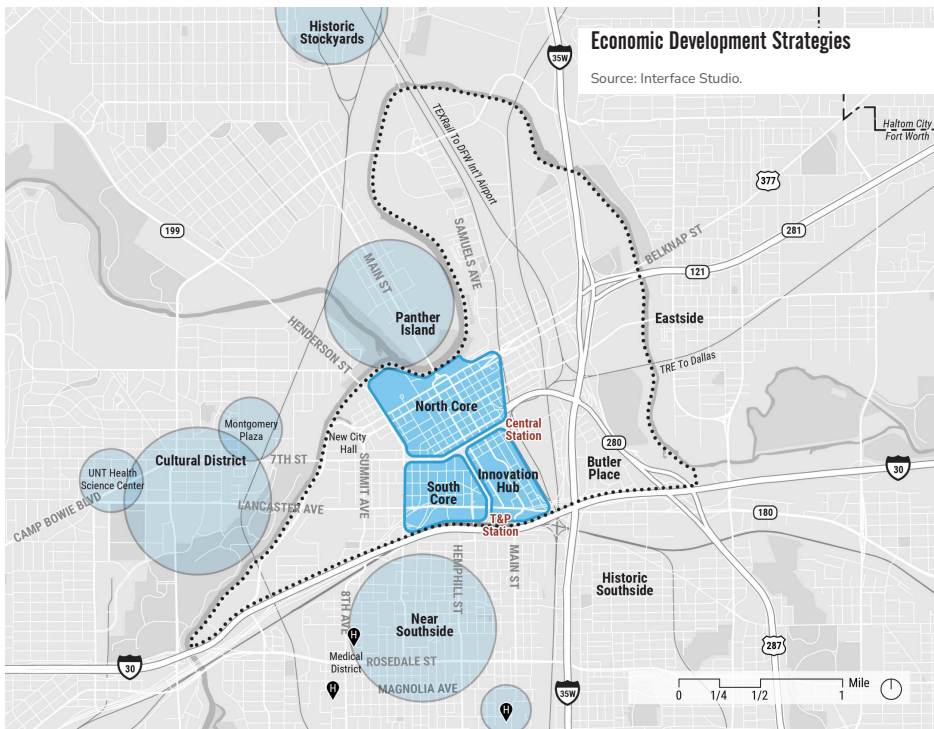 Historic
Stockyards
Economic Development Strategies
Source: Interface Studio.
35W
TEXRail To DFW Int'l Airport
Haltom City
Fort Worth
377
199
281
SAMUELS AVE
BELKNAP ST
MAIN ST
121
Panther
Island
Eastside
HENDERSON ST
TRE To Dallas
North Core
Montgomery
Plaza
Central
Station
New City
Hall
280
Cultural District
7TH ST
UNT Health
Science Center
Butler
Place
30
SUMMIT AVE
South
Core
Innovation
Hub
CAMP BOWIE BLVD
LANCASTER AVE
180
T&P
Station
HEMPHILL ST
MAIN ST
Historic
Southside
8TH AVE
Near
Southside
H
Medical
District
ROSEDALE ST
287
30
MAGNOLIA AVE
H
H
35W
Mile
0 1/4 1/2 1